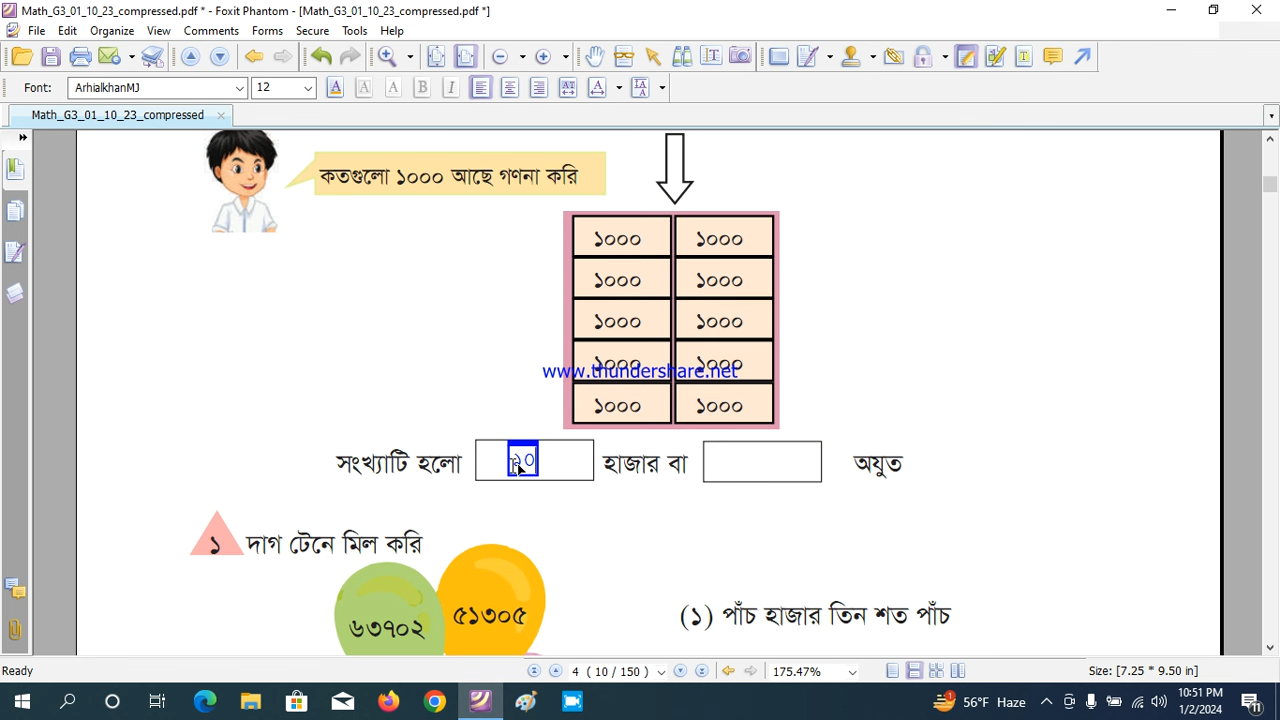 Math_G3_01_10_23_compressed.pdf * - Foxit Phantom - [Math_G3_01_10_23_compressed.pdf *]
File Edit Organize View Comments Forms Secure Tools Help
Font: ArhialkhanMJ 12
Math_G3_01_10_23_compressed
কতগুলো ১০০০ আছে গণনা করি
১০০০ ১০০০
১০০০ ১০০০
১০০০ ১০০০
১০০০ ১০০০
www.thundershare.net
১০০০ ১০০০
সংখ্যাটি হলো ১০ হাজার বা অযুত
১ দাগ টেনে মিল করি
৬৩৭০২ ৫১৩০৫ (১) পাঁচ হাজার তিন শত পাঁচ
Ready 4 ( 10 / 150 ) 175.47% Size: [7.25 * 9.50 in]
56°F Haze 10:51 PM
1/2/2024 11